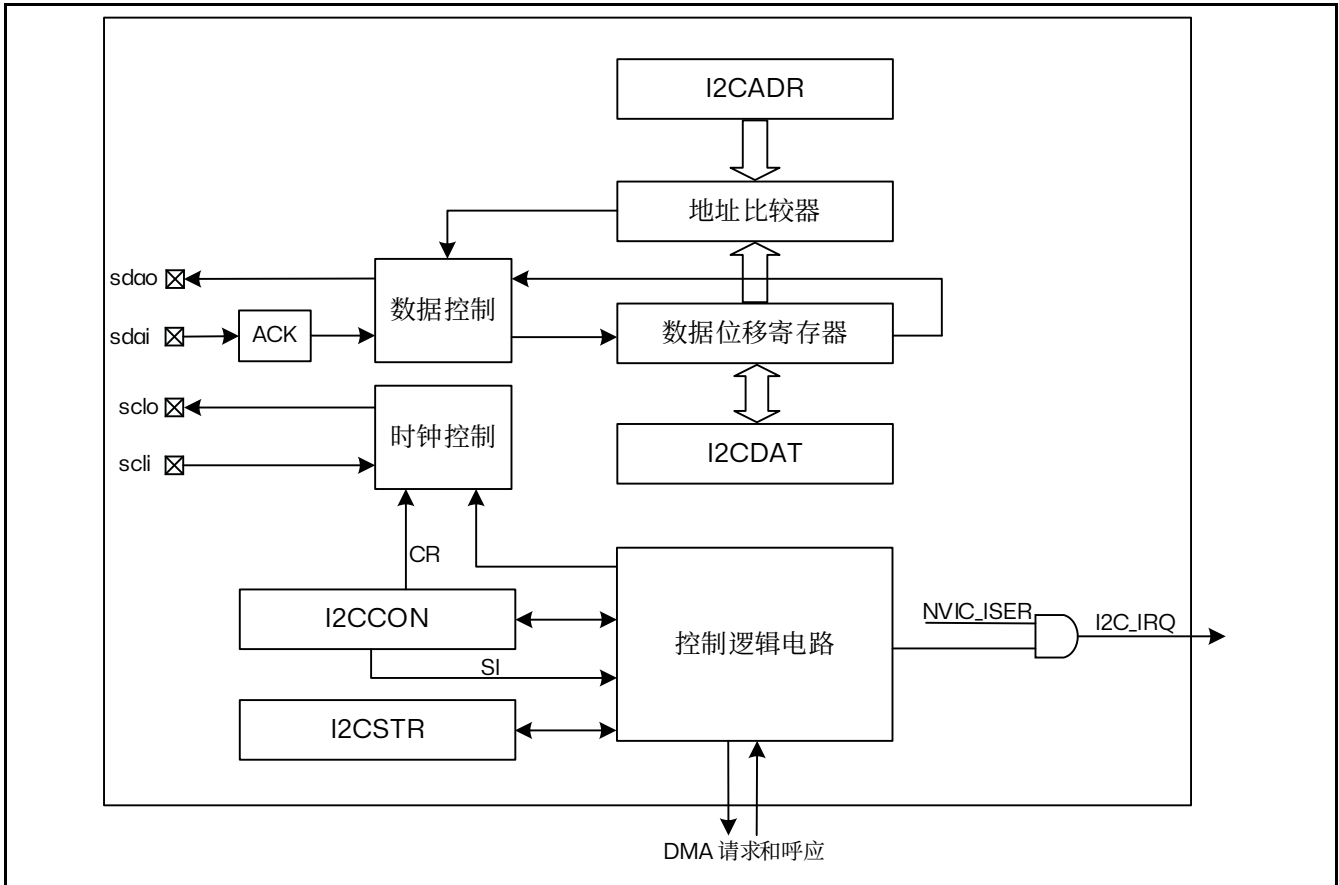 I2CADR
地址比较器
sdao
数据控制
sdai
ACK
数据位移寄存器
sclo
时钟控制
scli
I2CDAT
CR
I2CCON
NVIC_ISER
I2C_IRQ
控制逻辑电路
SI
I2CSTR
DMA 请求和呼应